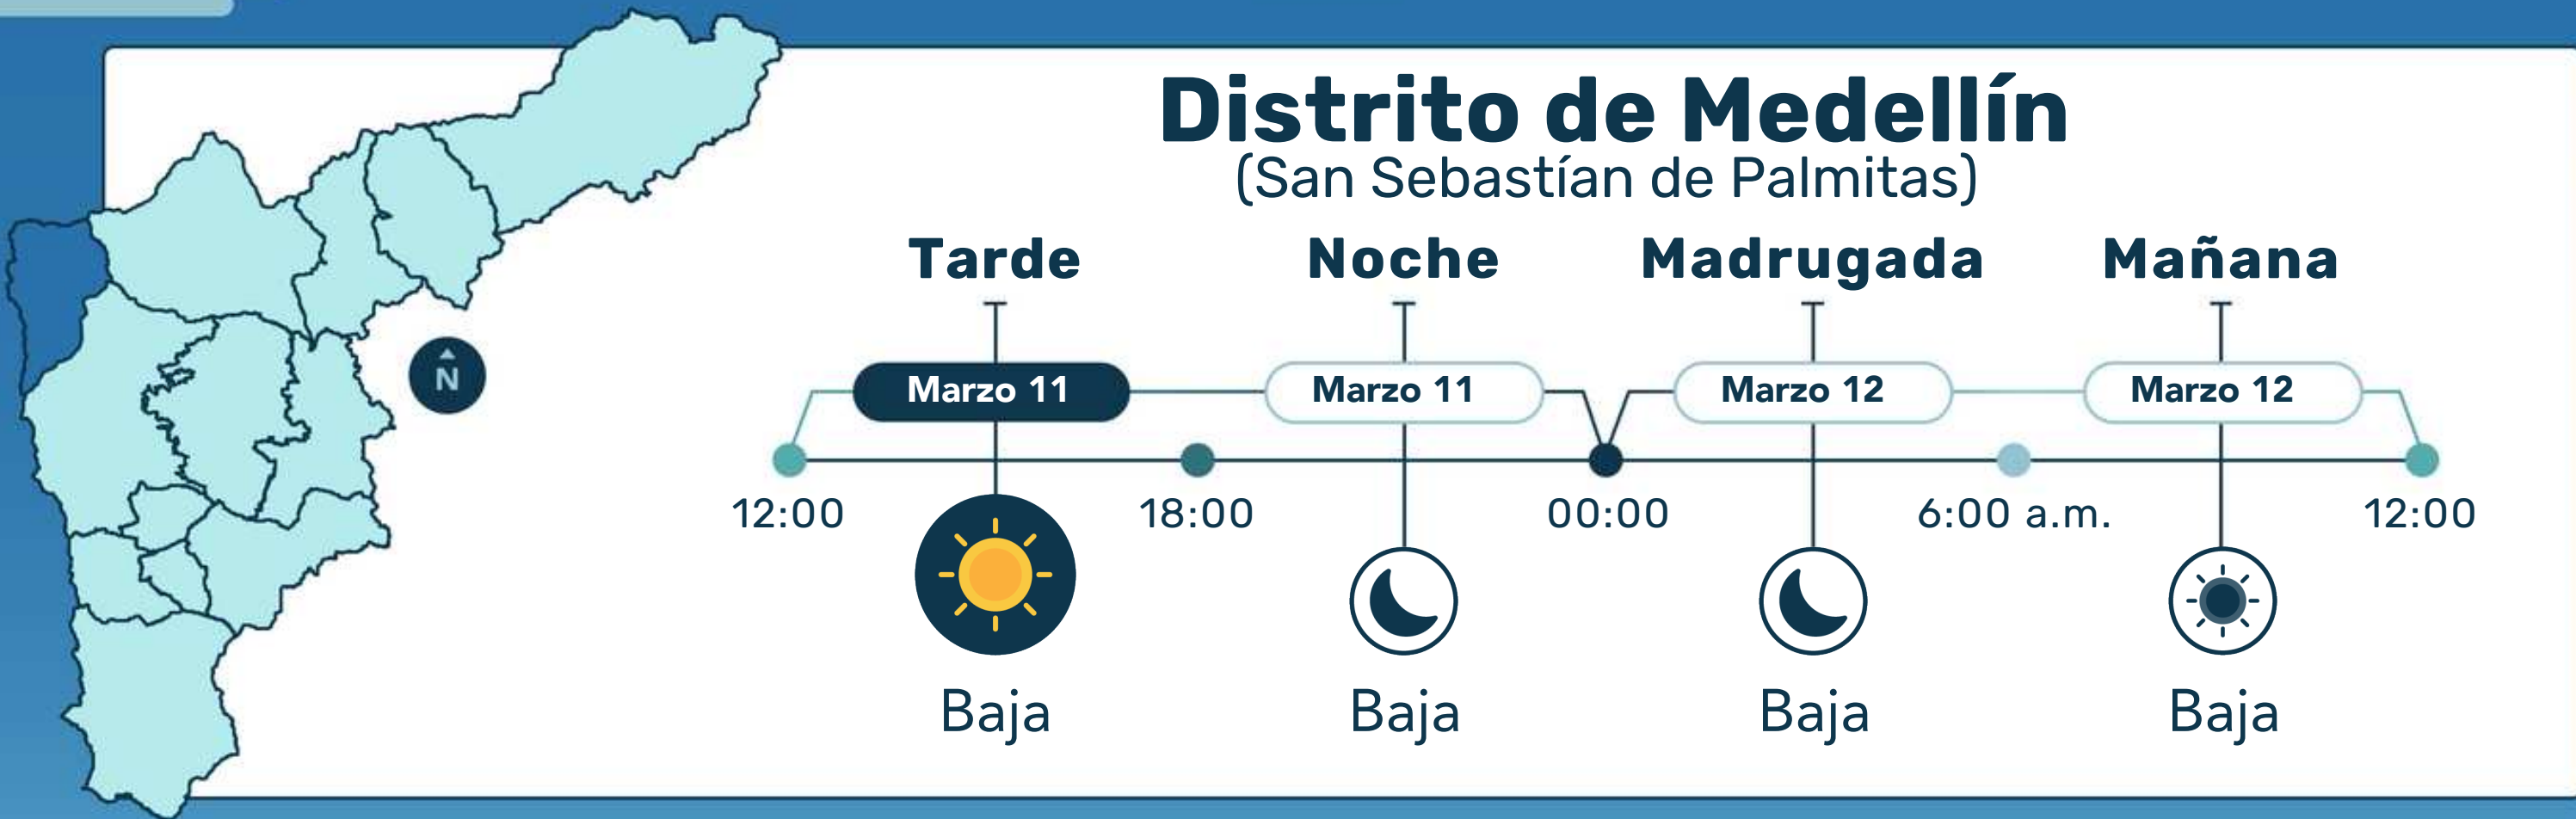 Distrito de Medellín
(San Sebastían de Palmitas)
Tarde Noche Madrugada Mañana
Marzo 11 Marzo 11 Marzo 12 Marzo 12
N
12:00 18:00 00:00 6:00 a.m. 12:00
Baja Baja Baja Baja